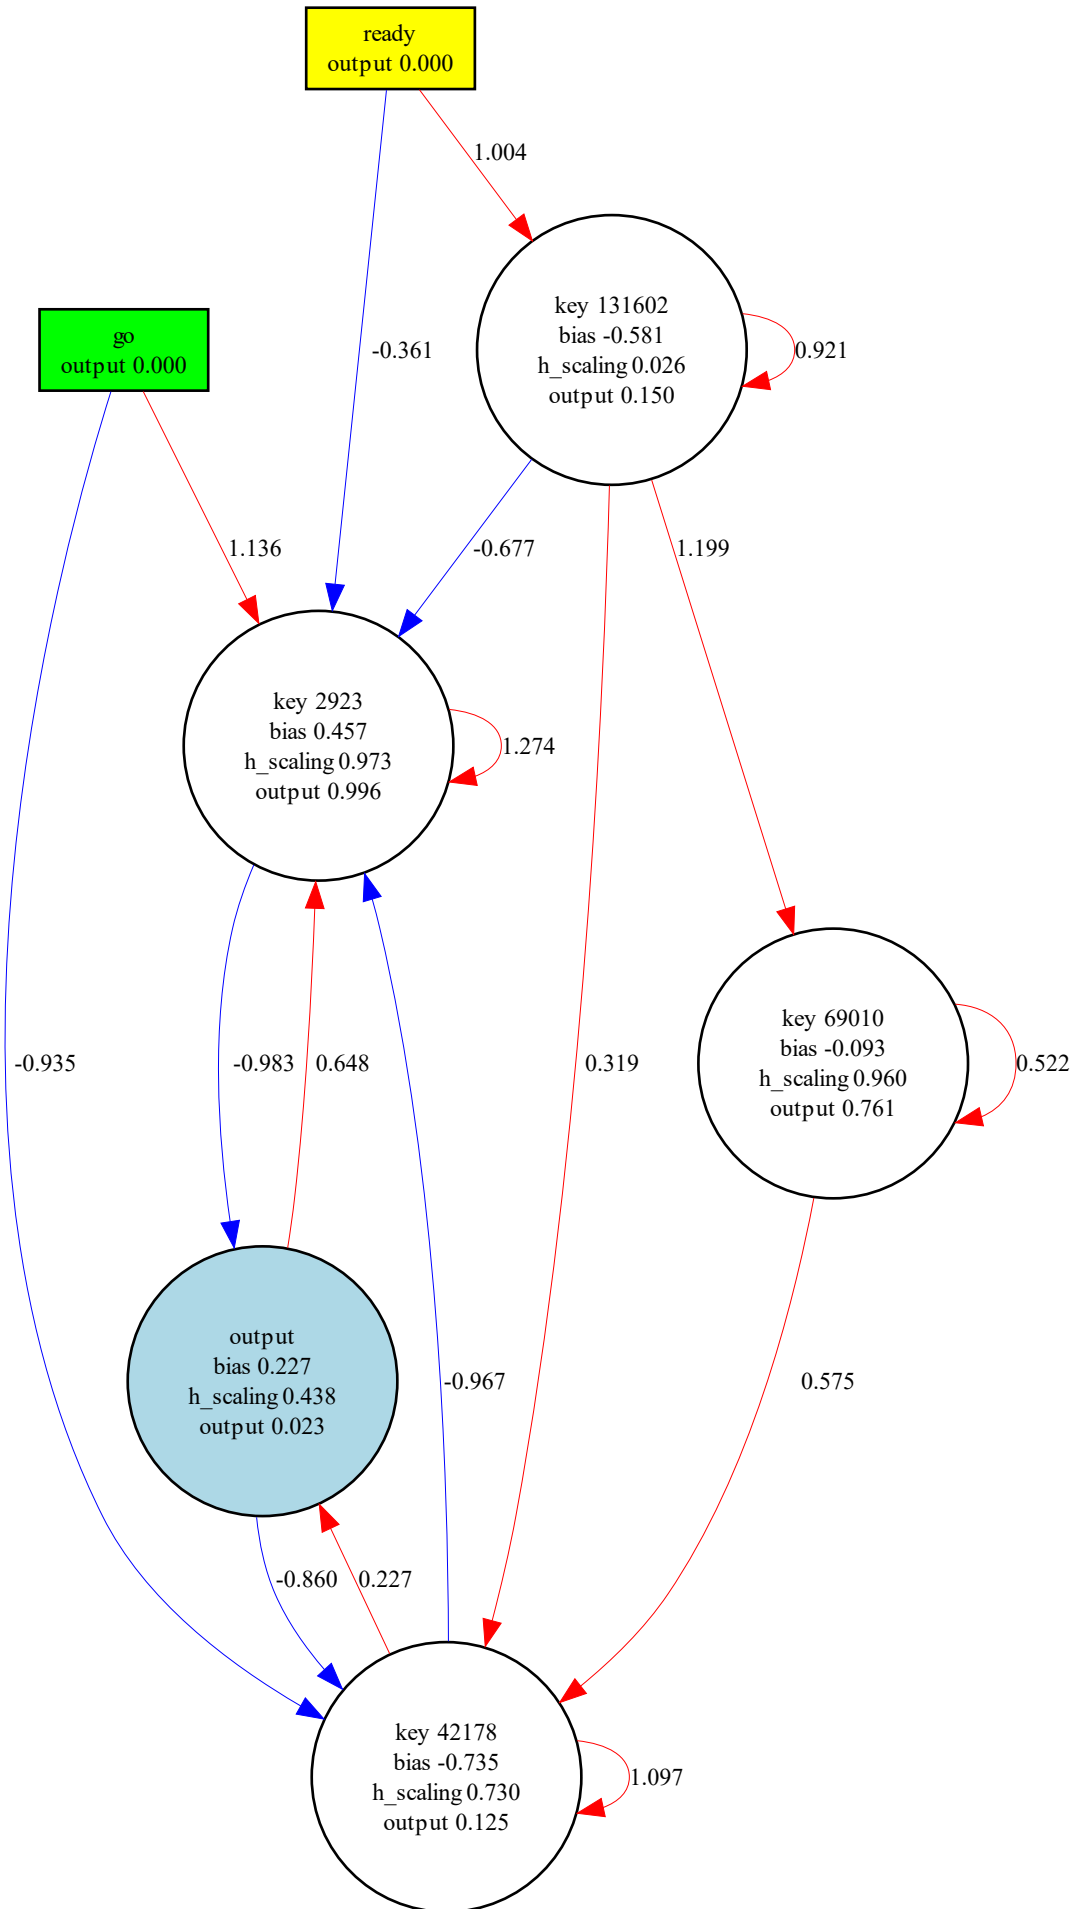 ready
output 0.000
1.004
key 131602
bias -0.581
h_scaling 0.026
output 0.150
0.921
go
output 0.000
-0.361
1.136
-0.677
1.199
key 2923
bias 0.457
h_scaling 0.973
output 0.996
1.274
key 69010
bias -0.093
h_scaling 0.960
output 0.761
0.522
-0.935
-0.983
0.648
0.319
output
bias 0.227
h_scaling 0.438
output 0.023
-0.967
0.575
-0.860
0.227
key 42178
bias -0.735
h_scaling 0.730
output 0.125
1.097